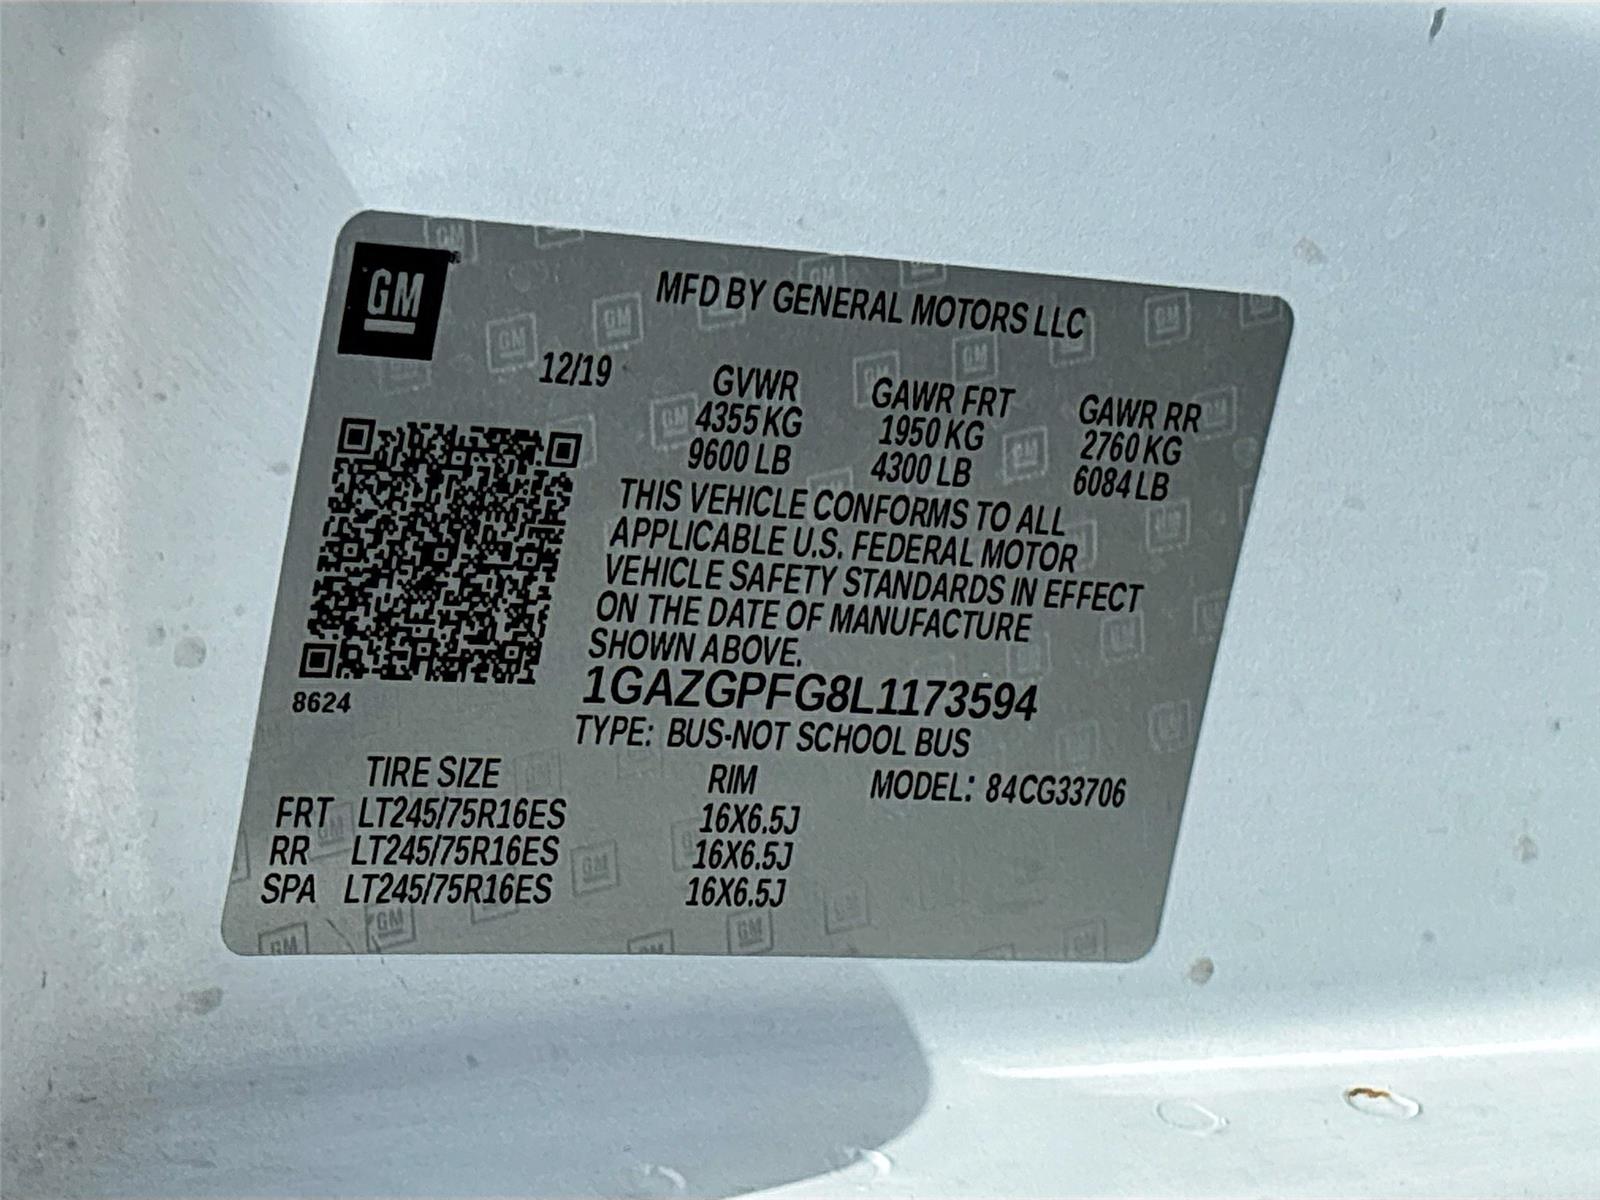 GM
MFD BY GENERAL MOTORS LLC
12/19
GVWR GAWR FRT GAWR RR
4355 KG 1950 KG 2760 KG
9600 LB 4300 LB 6084 LB
THIS VEHICLE CONFORMS TO ALL
APPLICABLE U.S. FEDERAL MOTOR
VEHICLE SAFETY STANDARDS IN EFFECT
ON THE DATE OF MANUFACTURE
SHOWN ABOVE.
1GAZGPFG8L1173594
8624
TYPE: BUS-NOT SCHOOL BUS
TIRE SIZE RIM MODEL: 84CG33706
FRT LT245/75R16ES 16X6.5J
RR LT245/75R16ES 16X6.5J
SPA LT245/75R16ES 16X6.5J